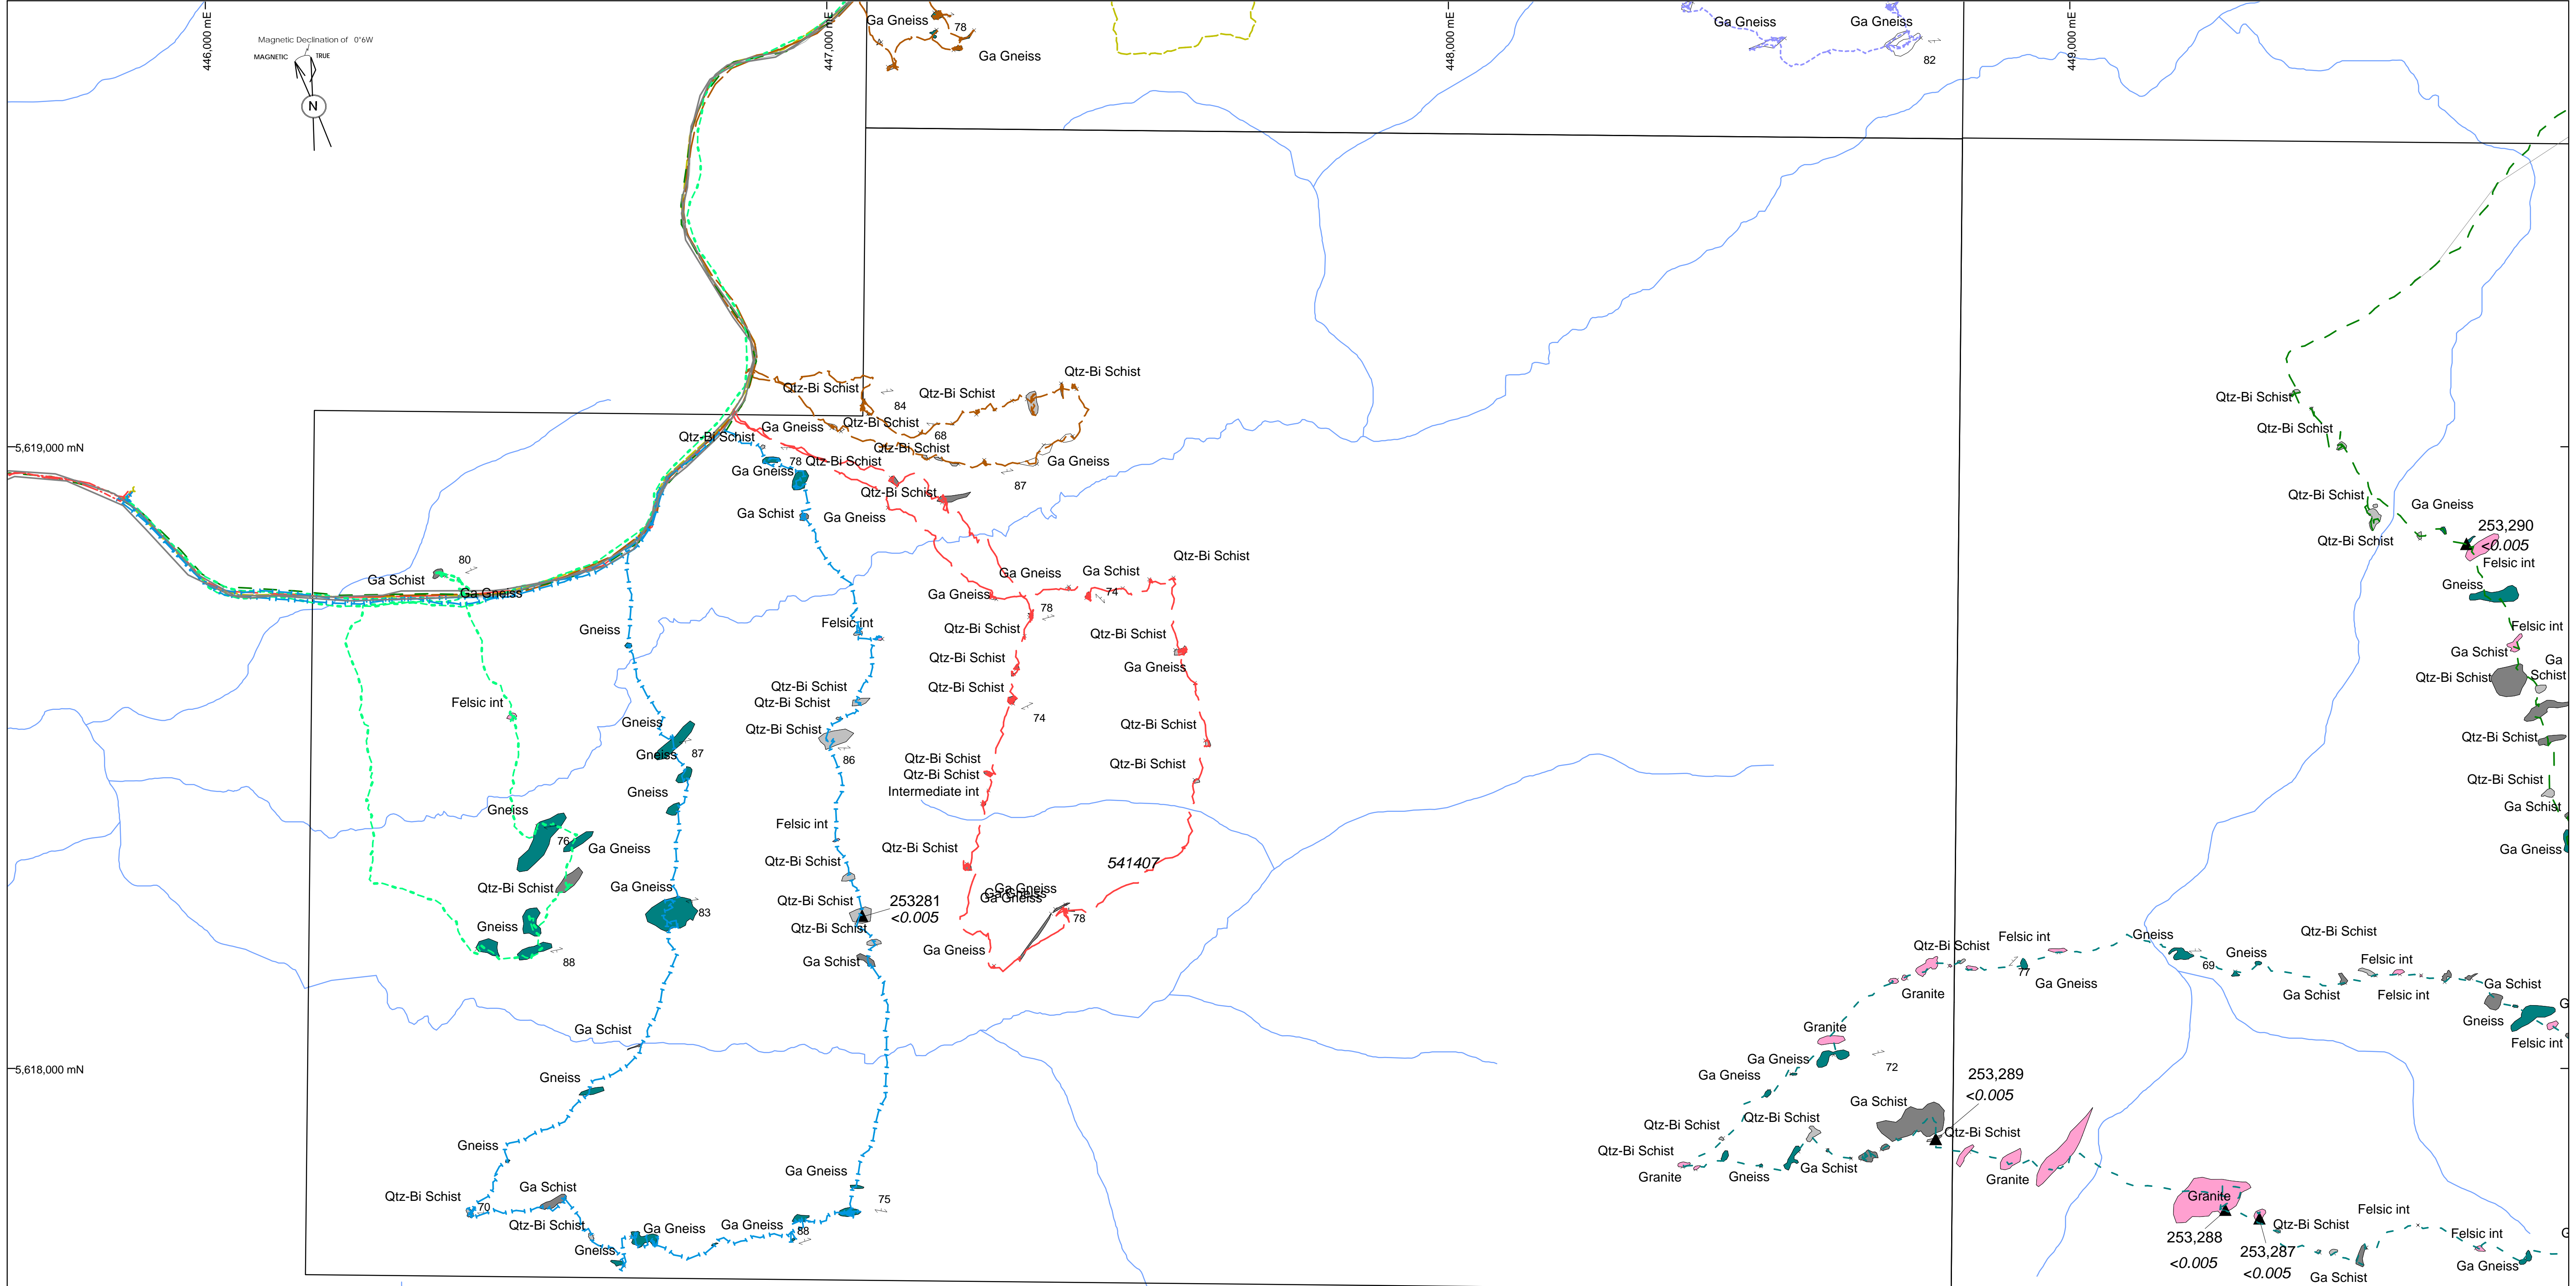 446,000 mE
447,000 mE
448,000 mE
449,000 mE
Magnetic Declination of 0°6W
MAGNETIC
TRUE
N
Ga Gneiss
78
Ga Gneiss
Ga Gneiss
Ga Gneiss
82
Qtz-Bi Schist
Qtz-Bi Schist
84
Qtz-Bi Schist
Qtz-Bi Schist
Ga Gneiss
68
Qtz-Bi Schist
Qtz-Bi Schist
5,619,000 mN
78
Qtz-Bi Schist
Ga Gneiss
Ga Gneiss
87
Qtz-Bi Schist
Ga Schist
Ga Gneiss
Qtz-Bi Schist
Qtz-Bi Schist
Qtz-Bi Schist
Ga Gneiss
253,290
<0.005
Qtz-Bi Schist
Felsic int
Gneiss
80
Ga Schist
Ga Gneiss
Qtz-Bi Schist
Ga Gneiss
Ga Schist
74
Ga Gneiss
78
Gneiss
Felsic int
Qtz-Bi Schist
Qtz-Bi Schist
Felsic int
Ga Schist
Ga
Schist
Qtz-Bi Schist
Qtz-Bi Schist
Ga Gneiss
Qtz-Bi Schist
Qtz-Bi Schist
Qtz-Bi Schist
Felsic int
Gneiss
74
Qtz-Bi Schist
Qtz-Bi Schist
Qtz-Bi Schist
Gneiss
87
86
Qtz-Bi Schist
Qtz-Bi Schist
Qtz-Bi Schist
Intermediate int
Qtz-Bi Schist
Ga Schist
Gneiss
Gneiss
76
Ga Gneiss
Felsic int
Qtz-Bi Schist
Qtz-Bi Schist
541407
Ga Gneiss
Qtz-Bi Schist
Ga Gneiss
83
Qtz-Bi Schist
253281
<0.005
Ga Gneiss
Ga Gneiss
Ga Gneiss
78
Gneiss
Qtz-Bi Schist
88
Ga Schist
Ga Gneiss
Qtz-Bi Schist
Felsic int
Gneiss
Gneiss
Qtz-Bi Schist
69
77
Ga Gneiss
Granite
Felsic int
Ga Schist
Felsic int
Ga Schist
G
Gneiss
Felsic int
Ga Schist
Granite
Ga Gneiss
72
Ga Gneiss
5,618,000 mN
Gneiss
253,289
<0.005
Ga Schist
Qtz-Bi Schist
Qtz-Bi Schist
Qtz-Bi Schist
Gneiss
Qtz-Bi Schist
Granite
Gneiss
Ga Schist
Granite
Ga Gneiss
Qtz-Bi Schist
Ga Schist
70
75
Granite
Felsic int
Qtz-Bi Schist
Qtz-Bi Schist
Ga Gneiss
Ga Gneiss
88
Gneiss
253,288
<0.005
253,287
<0.005
Felsic int
G
Ga Gneiss
Ga Schist